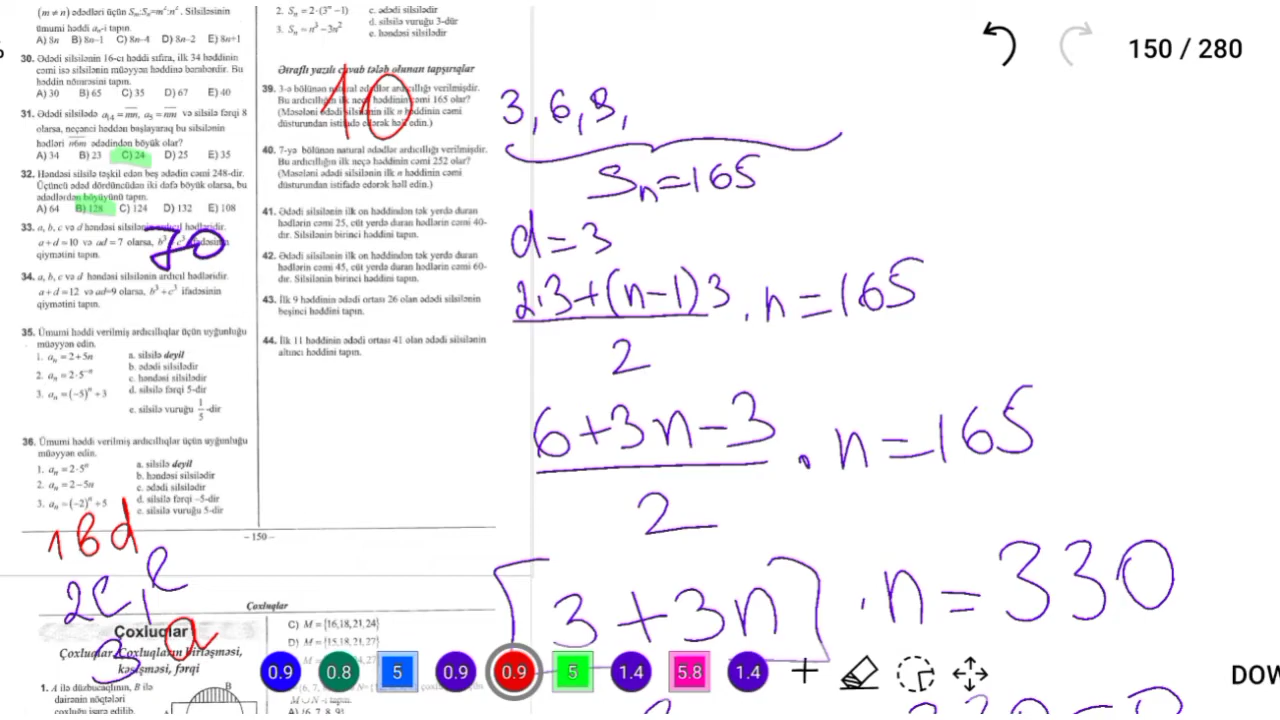 (m ≠ n) ədədləri üçün Sₘ:Sₙ=m²:n². Silsiləsinin
ümumi həddi aₙ-i tapın.
A) 8n B) 8n−1 C) 8n−4 D) 8n−2 E) 8n+1
30. Ədədi silsilənin 16-cı həddi sıfıra, ilk 34 həddinin
cəmi isə silsilənin müəyyən həddinə bərabərdir. Bu
həddin nömrəsini tapın.
A) 30 B) 65 C) 35 D) 67 E) 40
31. Ədədi silsilədə a₁₄ = mn, a₅ = nm və silsilə fərqi 8
olarsa, neçənci həddən başlayaraq bu silsilənin
hədləri n6m ədədindən böyük olar?
A) 34 B) 23 C) 24 D) 25 E) 35
32. Həndəsi silsilə təşkil edən beş ədədin cəmi 248-dir.
Üçüncü ədəd dördüncüdən iki dəfə böyük olarsa, bu
ədədlərdən böyüyünü tapın.
A) 64 B) 128 C) 124 D) 132 E) 108
33. a, b, c və d həndəsi silsilənin ardıcıl hədləridir.
a+d=10 və ad=7 olarsa, b³ c³ ifadəsinin
qiymətini tapın.
70
34. a, b, c və d həndəsi silsilənin ardıcıl hədləridir.
a+d=12 və ad=9 olarsa, b³+c³ ifadəsinin
qiymətini tapın.
35. Ümumi həddi verilmiş ardıcıllıqlar üçün uyğunluğu
müəyyən edin.
1. aₙ = 2+5n a. silsilə deyil
b. ədədi silsilədir
2. aₙ = 2·5⁻ⁿ c. həndəsi silsilədir
3. aₙ = (−5)ⁿ+3 d. silsilə fərqi 5-dir
e. silsilə vuruğu 1/5-dir
36. Ümumi həddi verilmiş ardıcıllıqlar üçün uyğunluğu
müəyyən edin.
1. aₙ = 2·5ⁿ a. silsilə deyil
b. həndəsi silsilədir
2. aₙ = 2−5n c. ədədi silsilədir
3. aₙ = (−2)ⁿ+5 d. silsilə fərqi −5-dir
e. silsilə vuruğu 5-dir
1 b d
2 c, e
3 a
2. Sₙ = 2·(3ⁿ −1) c. ədədi silsilədir
d. silsilə vuruğu 3-dür
3. Sₙ = n³ −3n² e. həndəsi silsilədir
Ətraflı yazılı cavab tələb olunan tapşırıqlar
39. 3-ə bölünən natural ədədlər ardıcıllığı verilmişdir.
Bu ardıcıllığın ilk neçə həddinin cəmi 165 olar?
(Məsələni ədədi silsilənin ilk n həddinin cəmi
düsturundan istifadə edərək həll edin.)
10
40. 7-yə bölünən natural ədədlər ardıcıllığı verilmişdir.
Bu ardıcıllığın ilk neçə həddinin cəmi 252 olar?
(Məsələni ədədi silsilənin ilk n həddinin cəmi
düsturundan istifadə edərək həll edin.)
41. Ədədi silsilənin ilk on həddindən tək yerdə duran
hədlərin cəmi 25, cüt yerdə duran hədlərin cəmi 40-
dır. Silsilənin birinci həddini tapın.
42. Ədədi silsilənin ilk on həddindən tək yerdə duran
hədlərin cəmi 45, cüt yerdə duran hədlərin cəmi 60-
dır. Silsilənin birinci həddini tapın.
43. İlk 9 həddinin ədədi ortası 26 olan ədədi silsilənin
beşinci həddini tapın.
44. İlk 11 həddinin ədədi ortası 41 olan ədədi silsilənin
altıncı həddini tapın.
- 150 -
Çoxluqlar
Çoxluqlar
Çoxluqlar, Çoxluqların birləşməsi,
kəsişməsi, fərqi
1. A ilə düzbucaqlının, B ilə
dairənin nöqtələri
çoxluğu işarə edilib.
B
C) M = {16,18,21,24}
D) M = {15,18,21,27}
A) {6, 7, 8, 9}
3, 6, 9,
Sn=165
d=3
2·3+(n−1)3/2 · n=165
6+3n−3/2 · n=165
[3+3n] · n=330
150 / 280
0.9 0.8 5 0.9 0.9 5 1.4 5.8 1.4
DOW